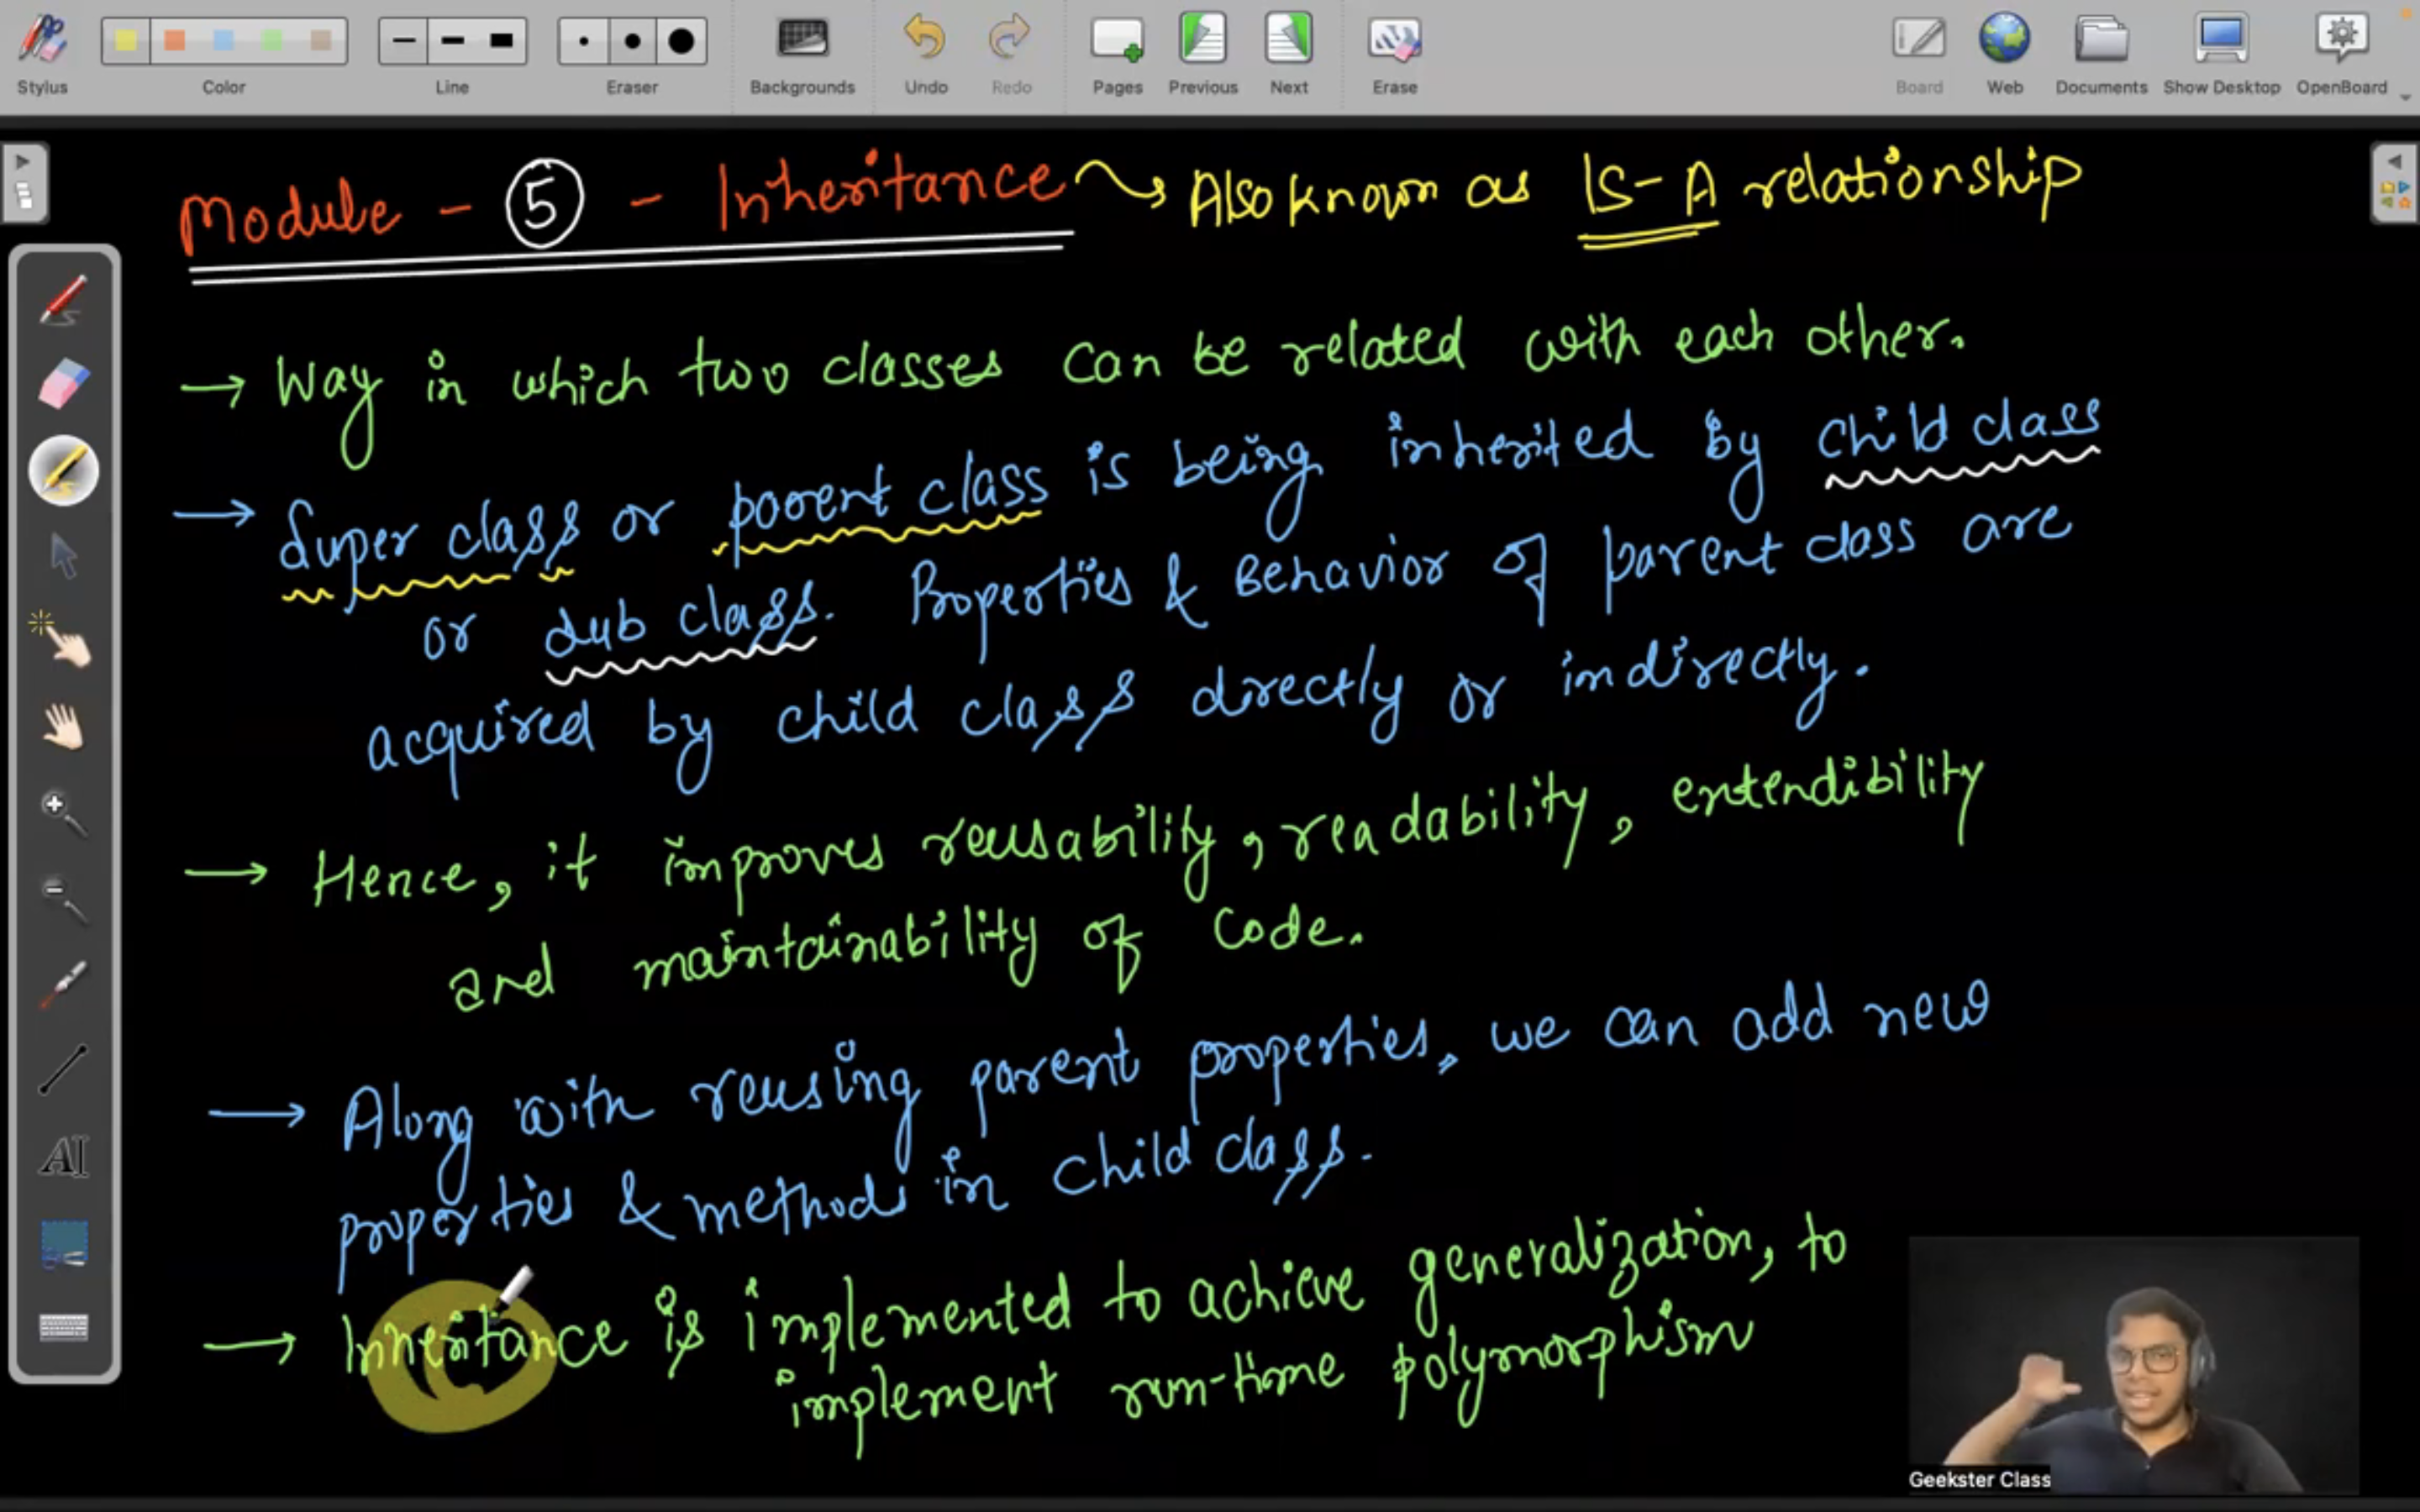 Stylus
Color
Line
Eraser
Backgrounds
Undo
Redo
Pages
Previous
Next
Erase
Board
Web
Documents
Show Desktop
OpenBoard
Module - 5 - Inheritance
Also known as IS-A relationship
→ Way in which two classes can be related with each other.
→ Super class or parent class is being inherited by child class
or sub class. Properties & Behavior of parent class are
acquired by child class directly or indirectly.
→ Hence, it improves reusability, readability, extendibility
and maintainability of code.
→ Along with reusing parent properties, we can add new
properties & methods in child class.
→ Inheritance is implemented to achieve generalization, to
implement run-time polymorphism
AI
Geekster Class